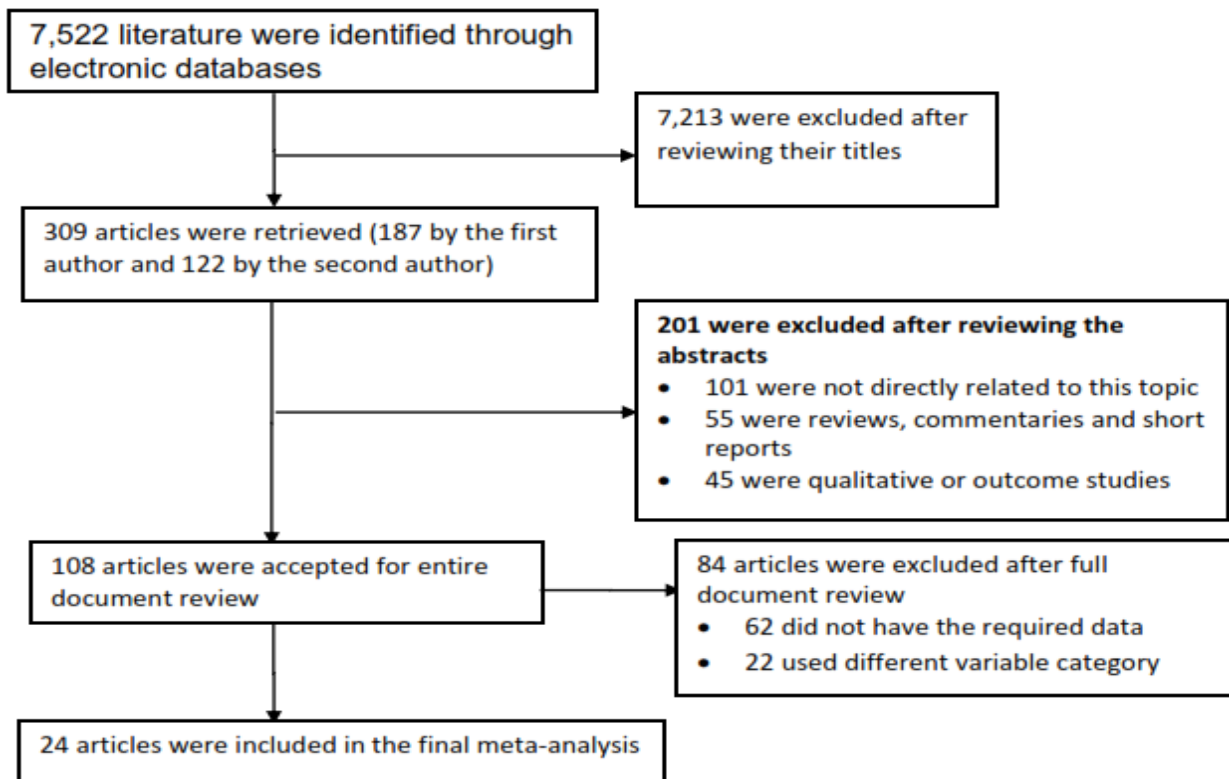 7,522 literature were identified through
electronic databases
7,213 were excluded after
reviewing their titles
309 articles were retrieved (187 by the first
author and 122 by the second author)
201 were excluded after reviewing the
abstracts
• 101 were not directly related to this topic
• 55 were reviews, commentaries and short
reports
• 45 were qualitative or outcome studies
108 articles were accepted for entire
document review
84 articles were excluded after full
document review
• 62 did not have the required data
• 22 used different variable category
24 articles were included in the final meta-analysis